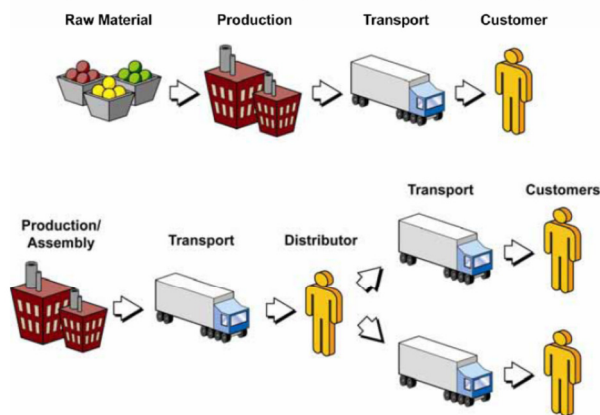 Raw Material
Production
Transport
Customer
Transport
Customers
Production/
Assembly
Transport
Distributor